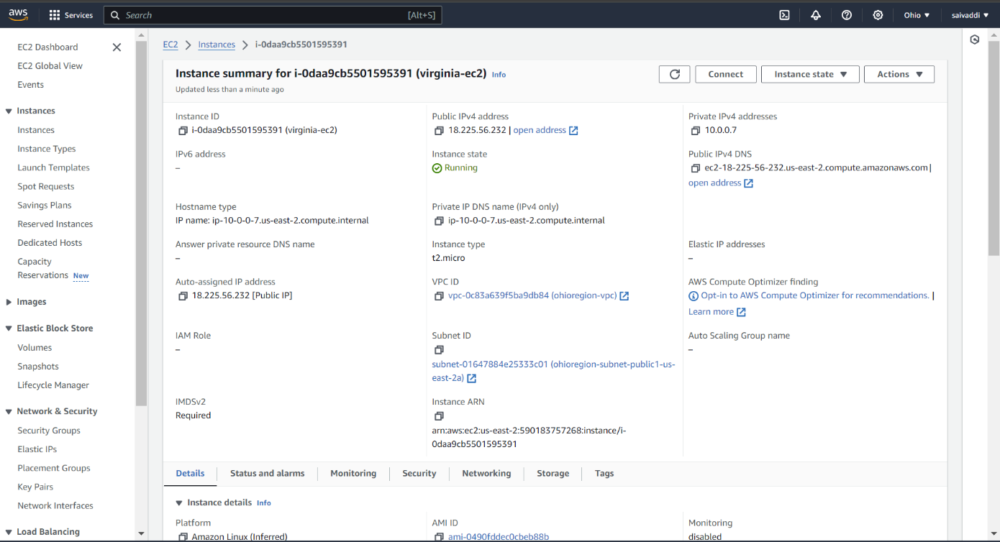 aws
Services
Search [Alt+S]
Ohio ▼
saivaddi ▼
EC2 Dashboard
EC2 Global View
Events
Instances
Instances
Instance Types
Launch Templates
Spot Requests
Savings Plans
Reserved Instances
Dedicated Hosts
Capacity
Reservations New
Images
Elastic Block Store
Volumes
Snapshots
Lifecycle Manager
Network & Security
Security Groups
Elastic IPs
Placement Groups
Key Pairs
Network Interfaces
Load Balancing
EC2 > Instances > i-0daa9cb5501595391
Instance summary for i-0daa9cb5501595391 (virginia-ec2) Info
Updated less than a minute ago
Connect
Instance state ▼
Actions ▼
Instance ID
i-0daa9cb5501595391 (virginia-ec2)
Public IPv4 address
18.225.56.232 | open address
Private IPv4 addresses
10.0.0.7
IPv6 address
–
Instance state
Running
Public IPv4 DNS
ec2-18-225-56-232.us-east-2.compute.amazonaws.com |
open address
Hostname type
IP name: ip-10-0-0-7.us-east-2.compute.internal
Private IP DNS name (IPv4 only)
ip-10-0-0-7.us-east-2.compute.internal
Answer private resource DNS name
–
Instance type
t2.micro
Elastic IP addresses
–
Auto-assigned IP address
18.225.56.232 [Public IP]
VPC ID
vpc-0c83a639f5ba9db84 (ohioregion-vpc)
AWS Compute Optimizer finding
Opt-in to AWS Compute Optimizer for recommendations. |
Learn more
IAM Role
–
Subnet ID
subnet-01647884e25333c01 (ohioregion-subnet-public1-us-
east-2a)
Auto Scaling Group name
–
IMDSv2
Required
Instance ARN
arn:aws:ec2:us-east-2:590183757268:instance/i-
0daa9cb5501595391
Details
Status and alarms
Monitoring
Security
Networking
Storage
Tags
Instance details Info
Platform
Amazon Linux (Inferred)
AMI ID
ami-0490fddec0cbeb88b
Monitoring
disabled